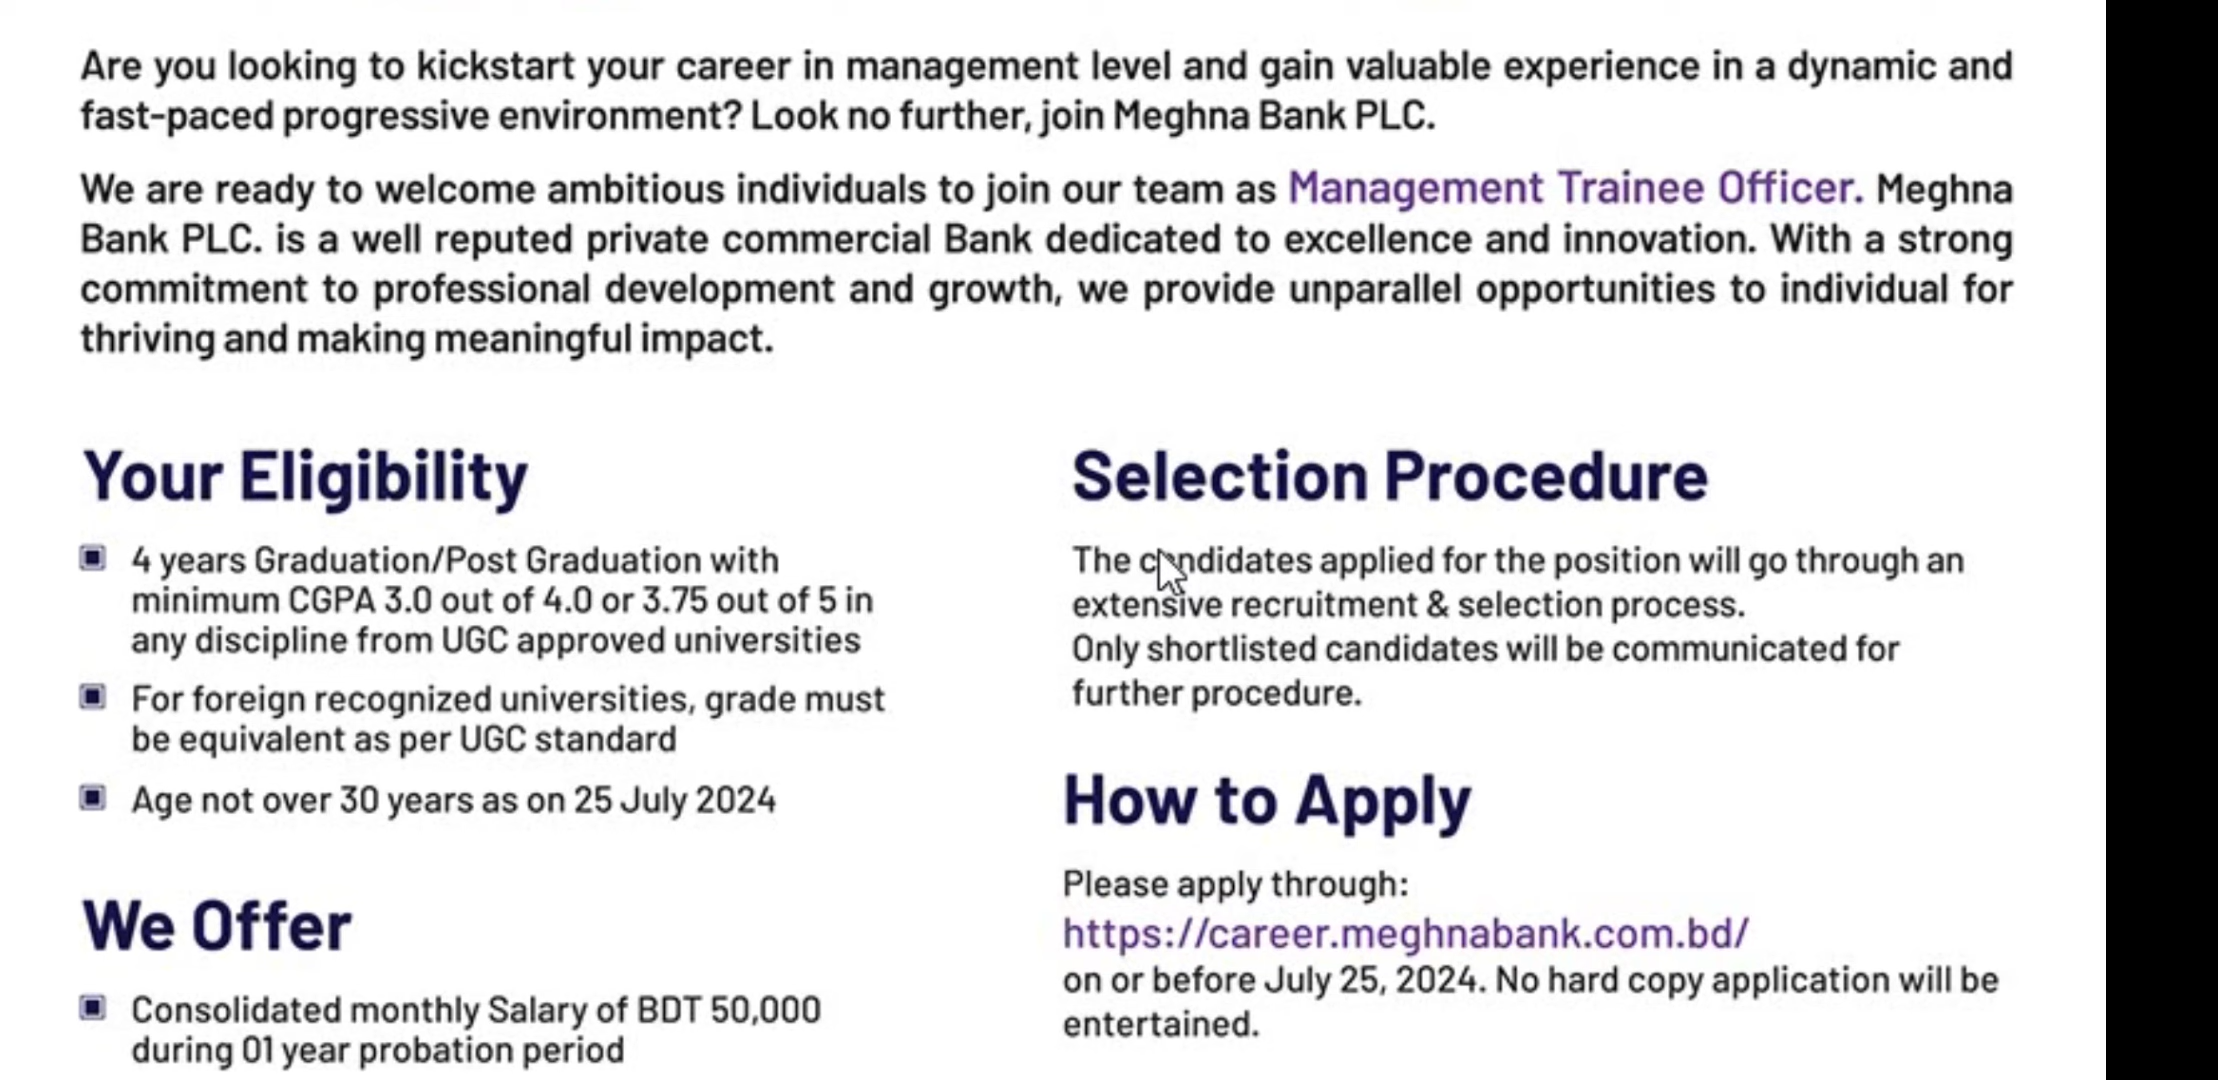 Are you looking to kickstart your career in management level and gain valuable experience in a dynamic and
fast-paced progressive environment? Look no further, join Meghna Bank PLC.
We are ready to welcome ambitious individuals to join our team as Management Trainee Officer. Meghna
Bank PLC. is a well reputed private commercial Bank dedicated to excellence and innovation. With a strong
commitment to professional development and growth, we provide unparallel opportunities to individual for
thriving and making meaningful impact.
Your Eligibility
4 years Graduation/Post Graduation with
minimum CGPA 3.0 out of 4.0 or 3.75 out of 5 in
any discipline from UGC approved universities
For foreign recognized universities, grade must
be equivalent as per UGC standard
Age not over 30 years as on 25 July 2024
We Offer
Consolidated monthly Salary of BDT 50,000
during 01 year probation period
Selection Procedure
The candidates applied for the position will go through an
extensive recruitment & selection process.
Only shortlisted candidates will be communicated for
further procedure.
How to Apply
Please apply through:
https://career.meghnabank.com.bd/
on or before July 25, 2024. No hard copy application will be
entertained.